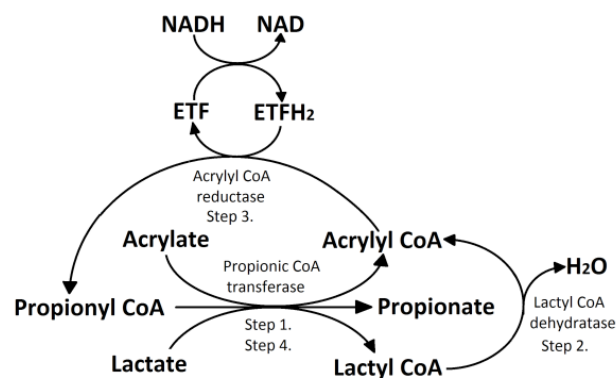 NADH NAD
ETF ETFH2
Acrylyl CoA
reductase
Step 3.
Acrylate
Acrylyl CoA
Propionic CoA
transferase
H2O
Propionyl CoA
Propionate
Lactyl CoA
dehydratase
Step 2.
Step 1.
Step 4.
Lactate
Lactyl CoA